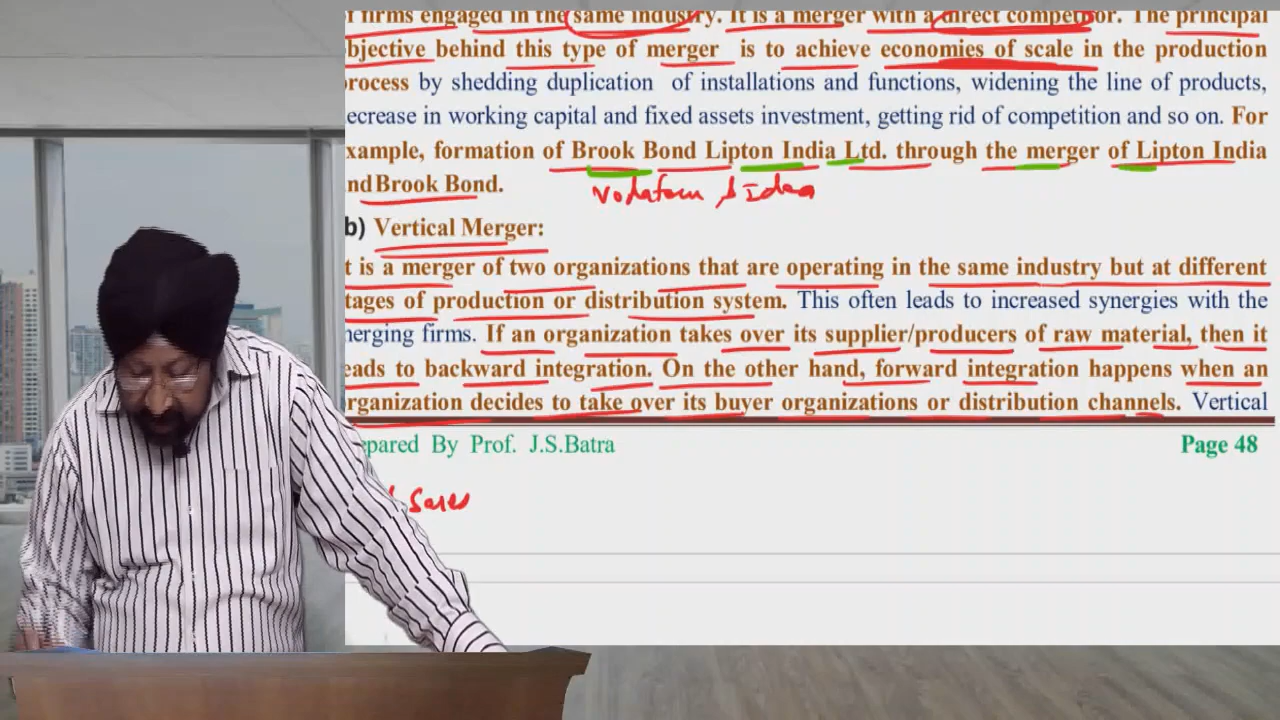 f firms engaged in the same industry. It is a merger with a direct competitor. The principal
bjective behind this type of merger is to achieve economies of scale in the production
rocess by shedding duplication of installations and functions, widening the line of products,
ecrease in working capital and fixed assets investment, getting rid of competition and so on. For
xample, formation of Brook Bond Lipton India Ltd. through the merger of Lipton India
nd Brook Bond.
b) Vertical Merger:
t is a merger of two organizations that are operating in the same industry but at different
tages of production or distribution system. This often leads to increased synergies with the
nerging firms. If an organization takes over its supplier/producers of raw material, then it
eads to backward integration. On the other hand, forward integration happens when an
rganization decides to take over its buyer organizations or distribution channels. Vertical
epared By Prof. J.S.Batra
Page 48